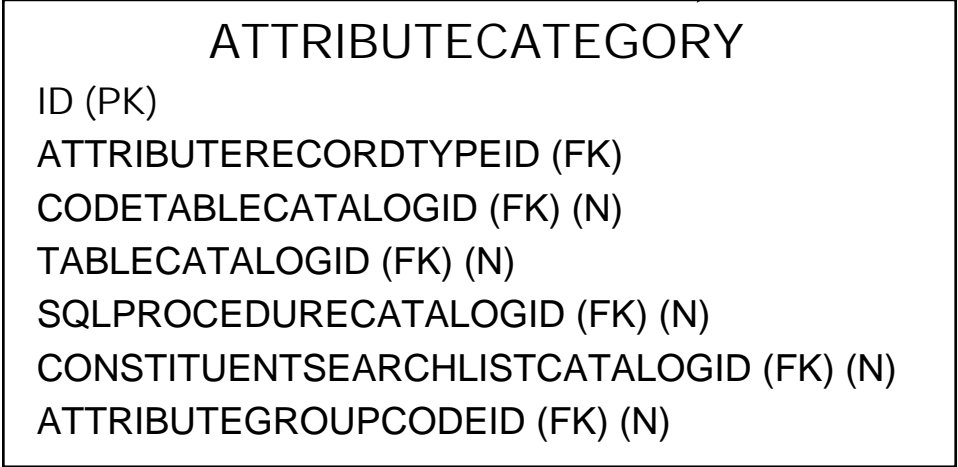 ATTRIBUTECATEGORY
ID (PK)
ATTRIBUTERECORDTYPEID (FK)
CODETABLECATALOGID (FK) (N)
TABLECATALOGID (FK) (N)
SQLPROCEDURECATALOGID (FK) (N)
CONSTITUENTSEARCHLISTCATALOGID (FK) (N)
ATTRIBUTEGROUPCODEID (FK) (N)